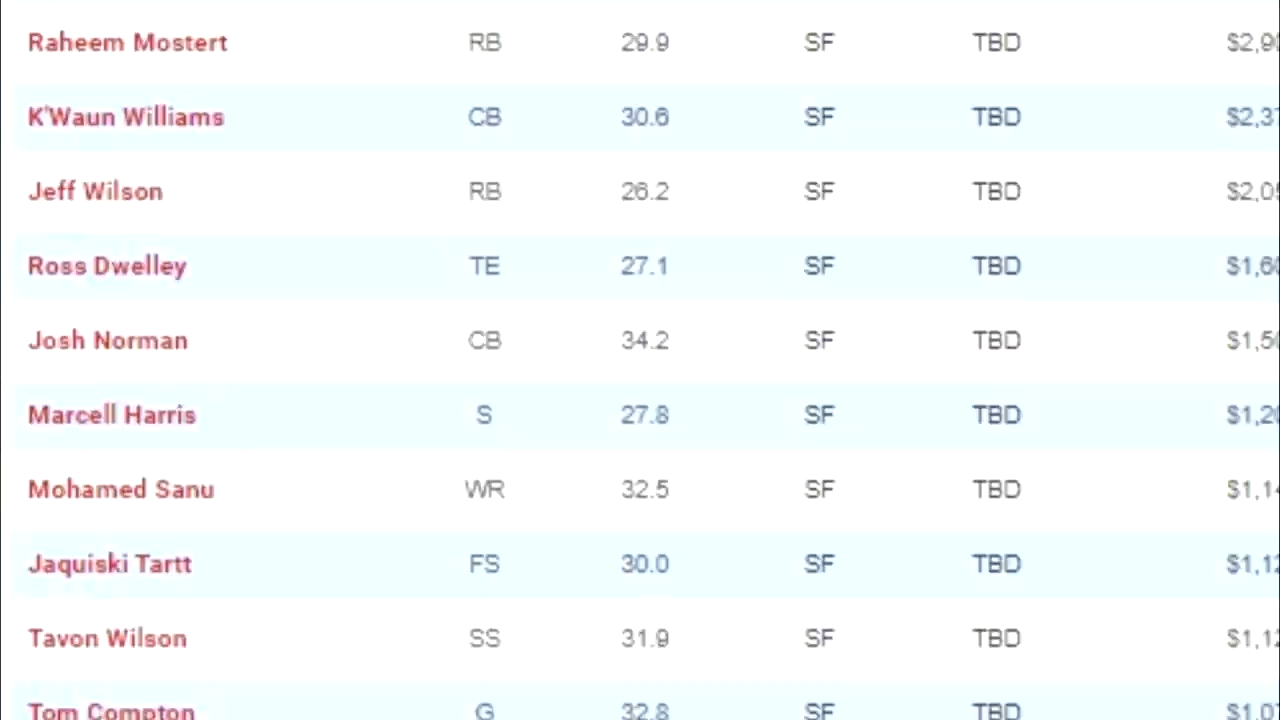 Raheem Mostert RB 29.9 SF TBD $2,9
K'Waun Williams CB 30.6 SF TBD $2,37
Jeff Wilson RB 26.2 SF TBD $2,05
Ross Dwelley TE 27.1 SF TBD $1,60
Josh Norman CB 34.2 SF TBD $1,50
Marcell Harris S 27.8 SF TBD $1,20
Mohamed Sanu WR 32.5 SF TBD $1,14
Jaquiski Tartt FS 30.0 SF TBD $1,12
Tavon Wilson SS 31.9 SF TBD $1,12
Tom Compton G 32.8 SF TBD $1,07